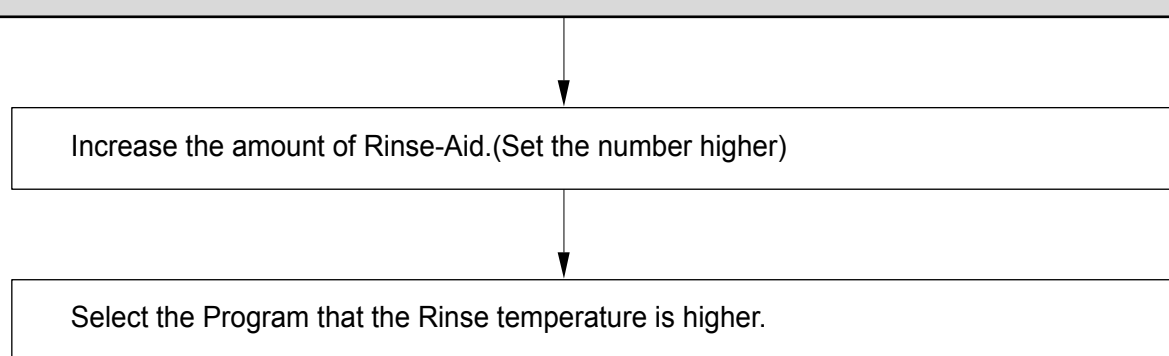 Increase the amount of Rinse-Aid.(Set the number higher)
Select the Program that the Rinse temperature is higher.